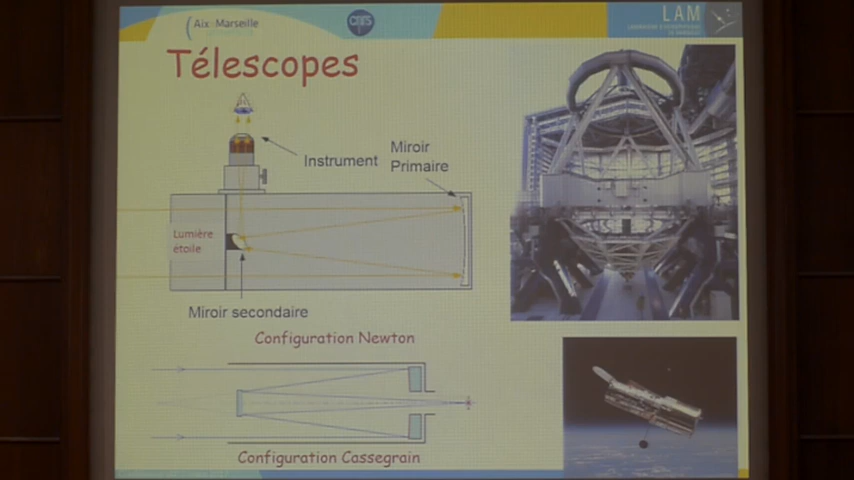 Aix Marseille
LAM
Télescopes
Instrument
Miroir
Primaire
Lumière
étoile
Miroir secondaire
Configuration Newton
Configuration Cassegrain